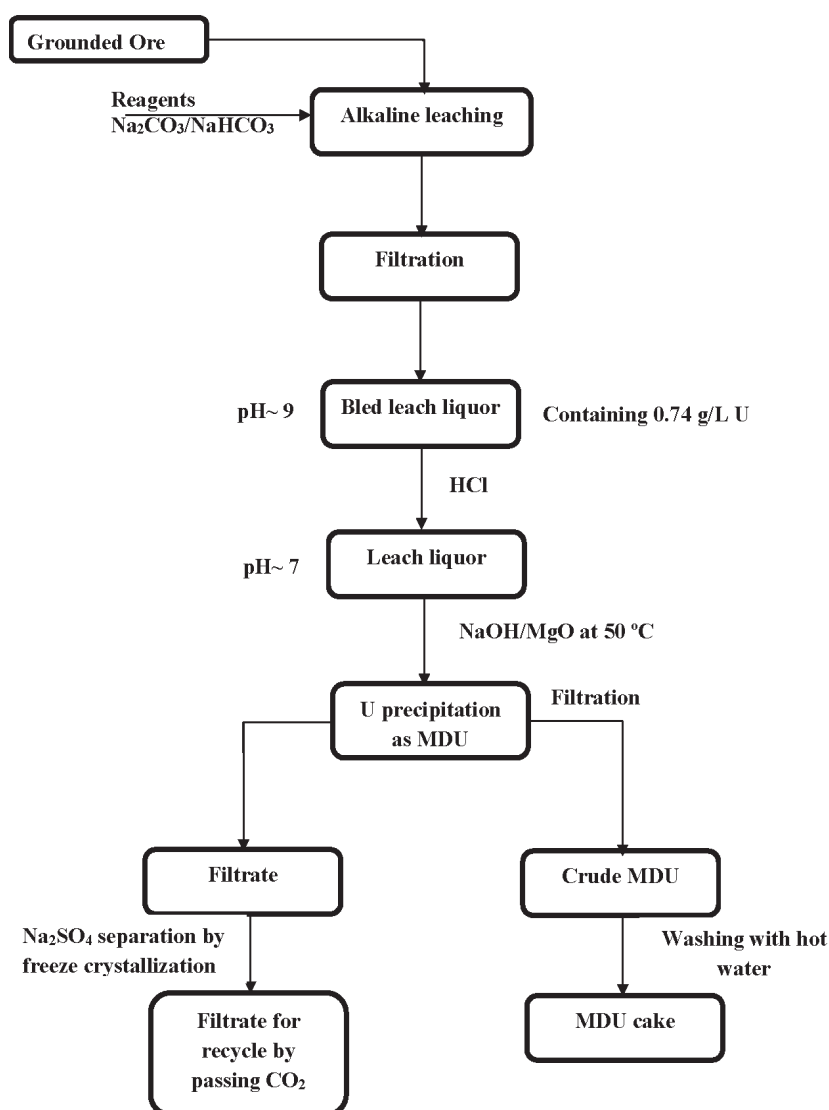 Grounded Ore
Reagents
Na₂CO₃/NaHCO₃
Alkaline leaching
Filtration
pH~ 9
Bled leach liquor
Containing 0.74 g/L U
HCl
pH~ 7
Leach liquor
NaOH/MgO at 50 ºC
U precipitation
as MDU
Filtration
Filtrate
Crude MDU
Na₂SO₄ separation by
freeze crystallization
Washing with hot
water
Filtrate for
recycle by
passing CO₂
MDU cake